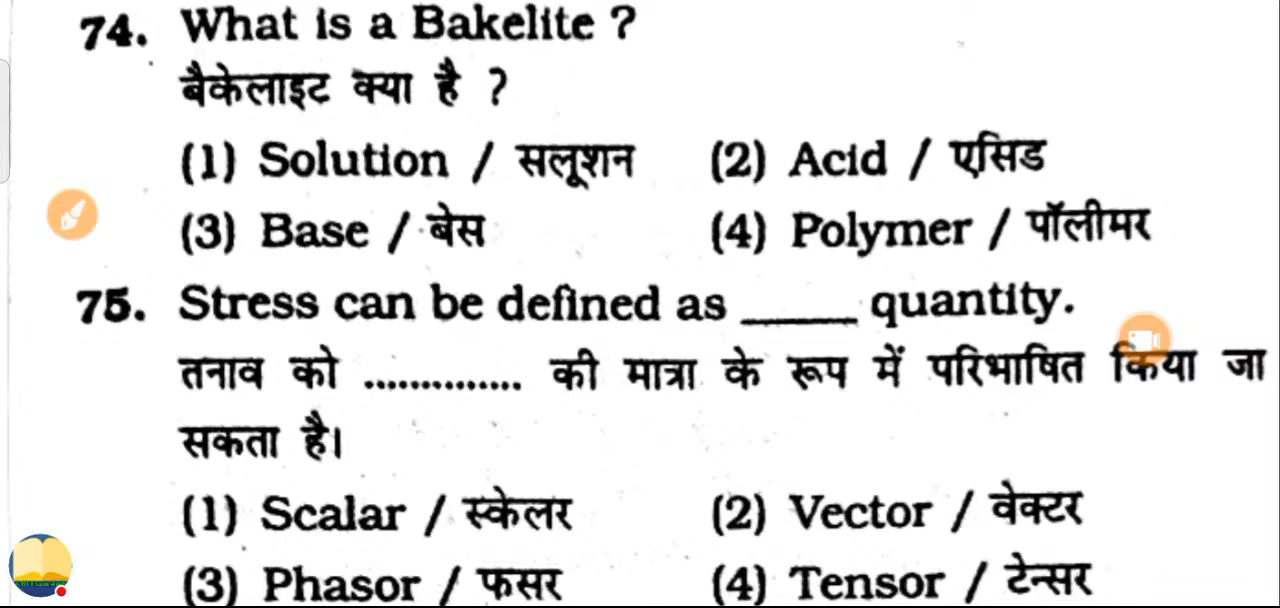 74. What is a Bakelite ?
बैकेलाइट क्या है ?
(1) Solution / सलूशन (2) Acid / एसिड
(3) Base / बेस (4) Polymer / पॉलीमर
75. Stress can be defined as _____ quantity.
तनाव को .............. की मात्रा के रूप में परिभाषित किया जा
सकता है।
(1) Scalar / स्केलर (2) Vector / वेक्टर
(3) Phasor / फसर (4) Tensor / टेन्सर